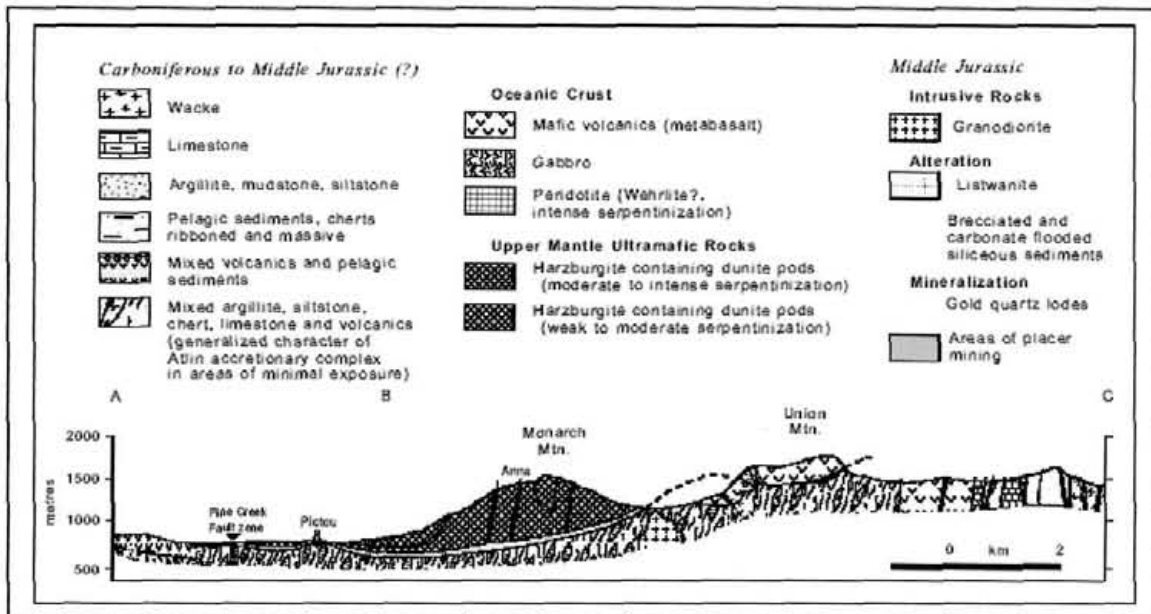 Carboniferous to Middle Jurassic (?)
Wacke
Limestone
Argillite, mudstone, siltstone
Pelagic sediments, cherts
ribboned and massive
Mixed volcanics and pelagic
sediments
Mixed argillite, siltstone,
chert, limestone and volcanics
(generalized character of
Atlin accretionary complex
in areas of minimal exposure)
Oceanic Crust
Mafic volcanics (metabasalt)
Gabbro
Peridotite (Wehrlite?,
intense serpentinization)
Upper Mantle Ultramafic Rocks
Harzburgite containing dunite pods
(moderate to intense serpentinization)
Harzburgite containing dunite pods
(weak to moderate serpentinization)
Middle Jurassic
Intrusive Rocks
Granodiorite
Alteration
Listwanite
Brecciated and
carbonate flooded
siliceous sediments
Mineralization
Gold quartz lodes
Areas of placer
mining
A
B
C
2000
1500
1000
500
metres
Pine Creek
Fault zone
Pictou
Monarch
Mtn.
Anna
Union
Mtn.
0 km 2